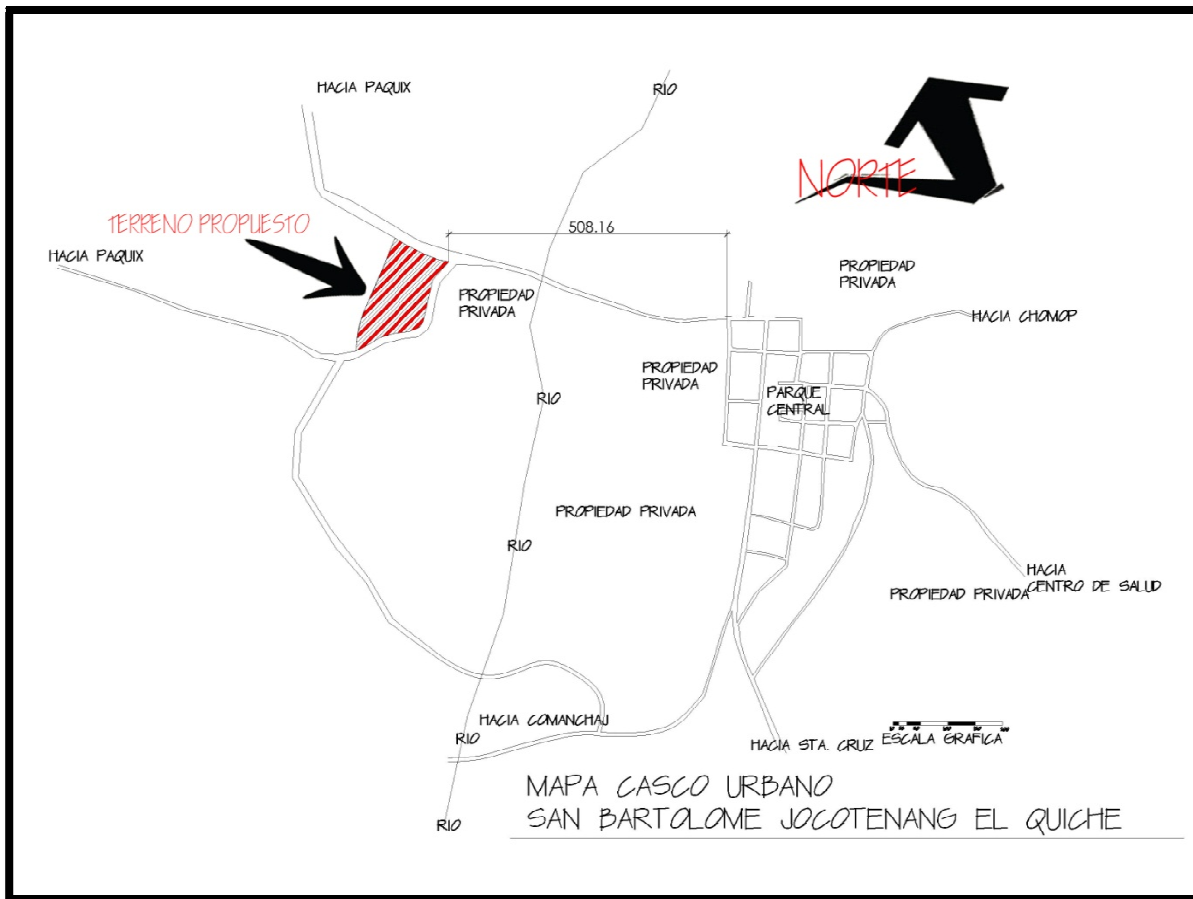 HACIA PAQUIX
RIO
NORTE
TERRENO PROPUESTO
508.16
HACIA PAQUIX
PROPIEDAD
PRIVADA
PROPIEDAD
PRIVADA
HACIA CHOMOP
PROPIEDAD
PRIVADA
PARQUE
CENTRAL
RIO
PROPIEDAD PRIVADA
RIO
HACIA
CENTRO DE SALUD
PROPIEDAD PRIVADA
HACIA COMANCHAJ
RIO
HACIA STA. CRUZ
ESCALA GRAFICA
MAPA CASCO URBANO
SAN BARTOLOME JOCOTENANG EL QUICHE
RIO